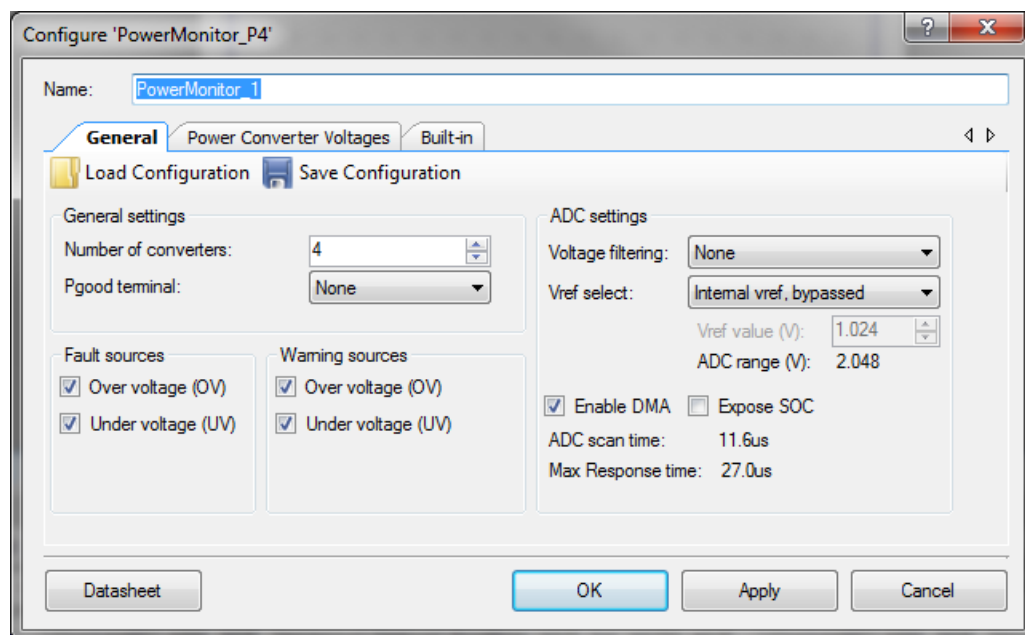 Configure 'PowerMonitor_P4'
?
Name: PowerMonitor_1
General Power Converter Voltages Built-in
Load Configuration Save Configuration
General settings
Number of converters: 4
Pgood terminal: None
Fault sources
Over voltage (OV)
Under voltage (UV)
Warning sources
Over voltage (OV)
Under voltage (UV)
ADC settings
Voltage filtering: None
Vref select: Internal vref, bypassed
Vref value (V): 1.024
ADC range (V): 2.048
Enable DMA Expose SOC
ADC scan time: 11.6us
Max Response time: 27.0us
Datasheet OK Apply Cancel